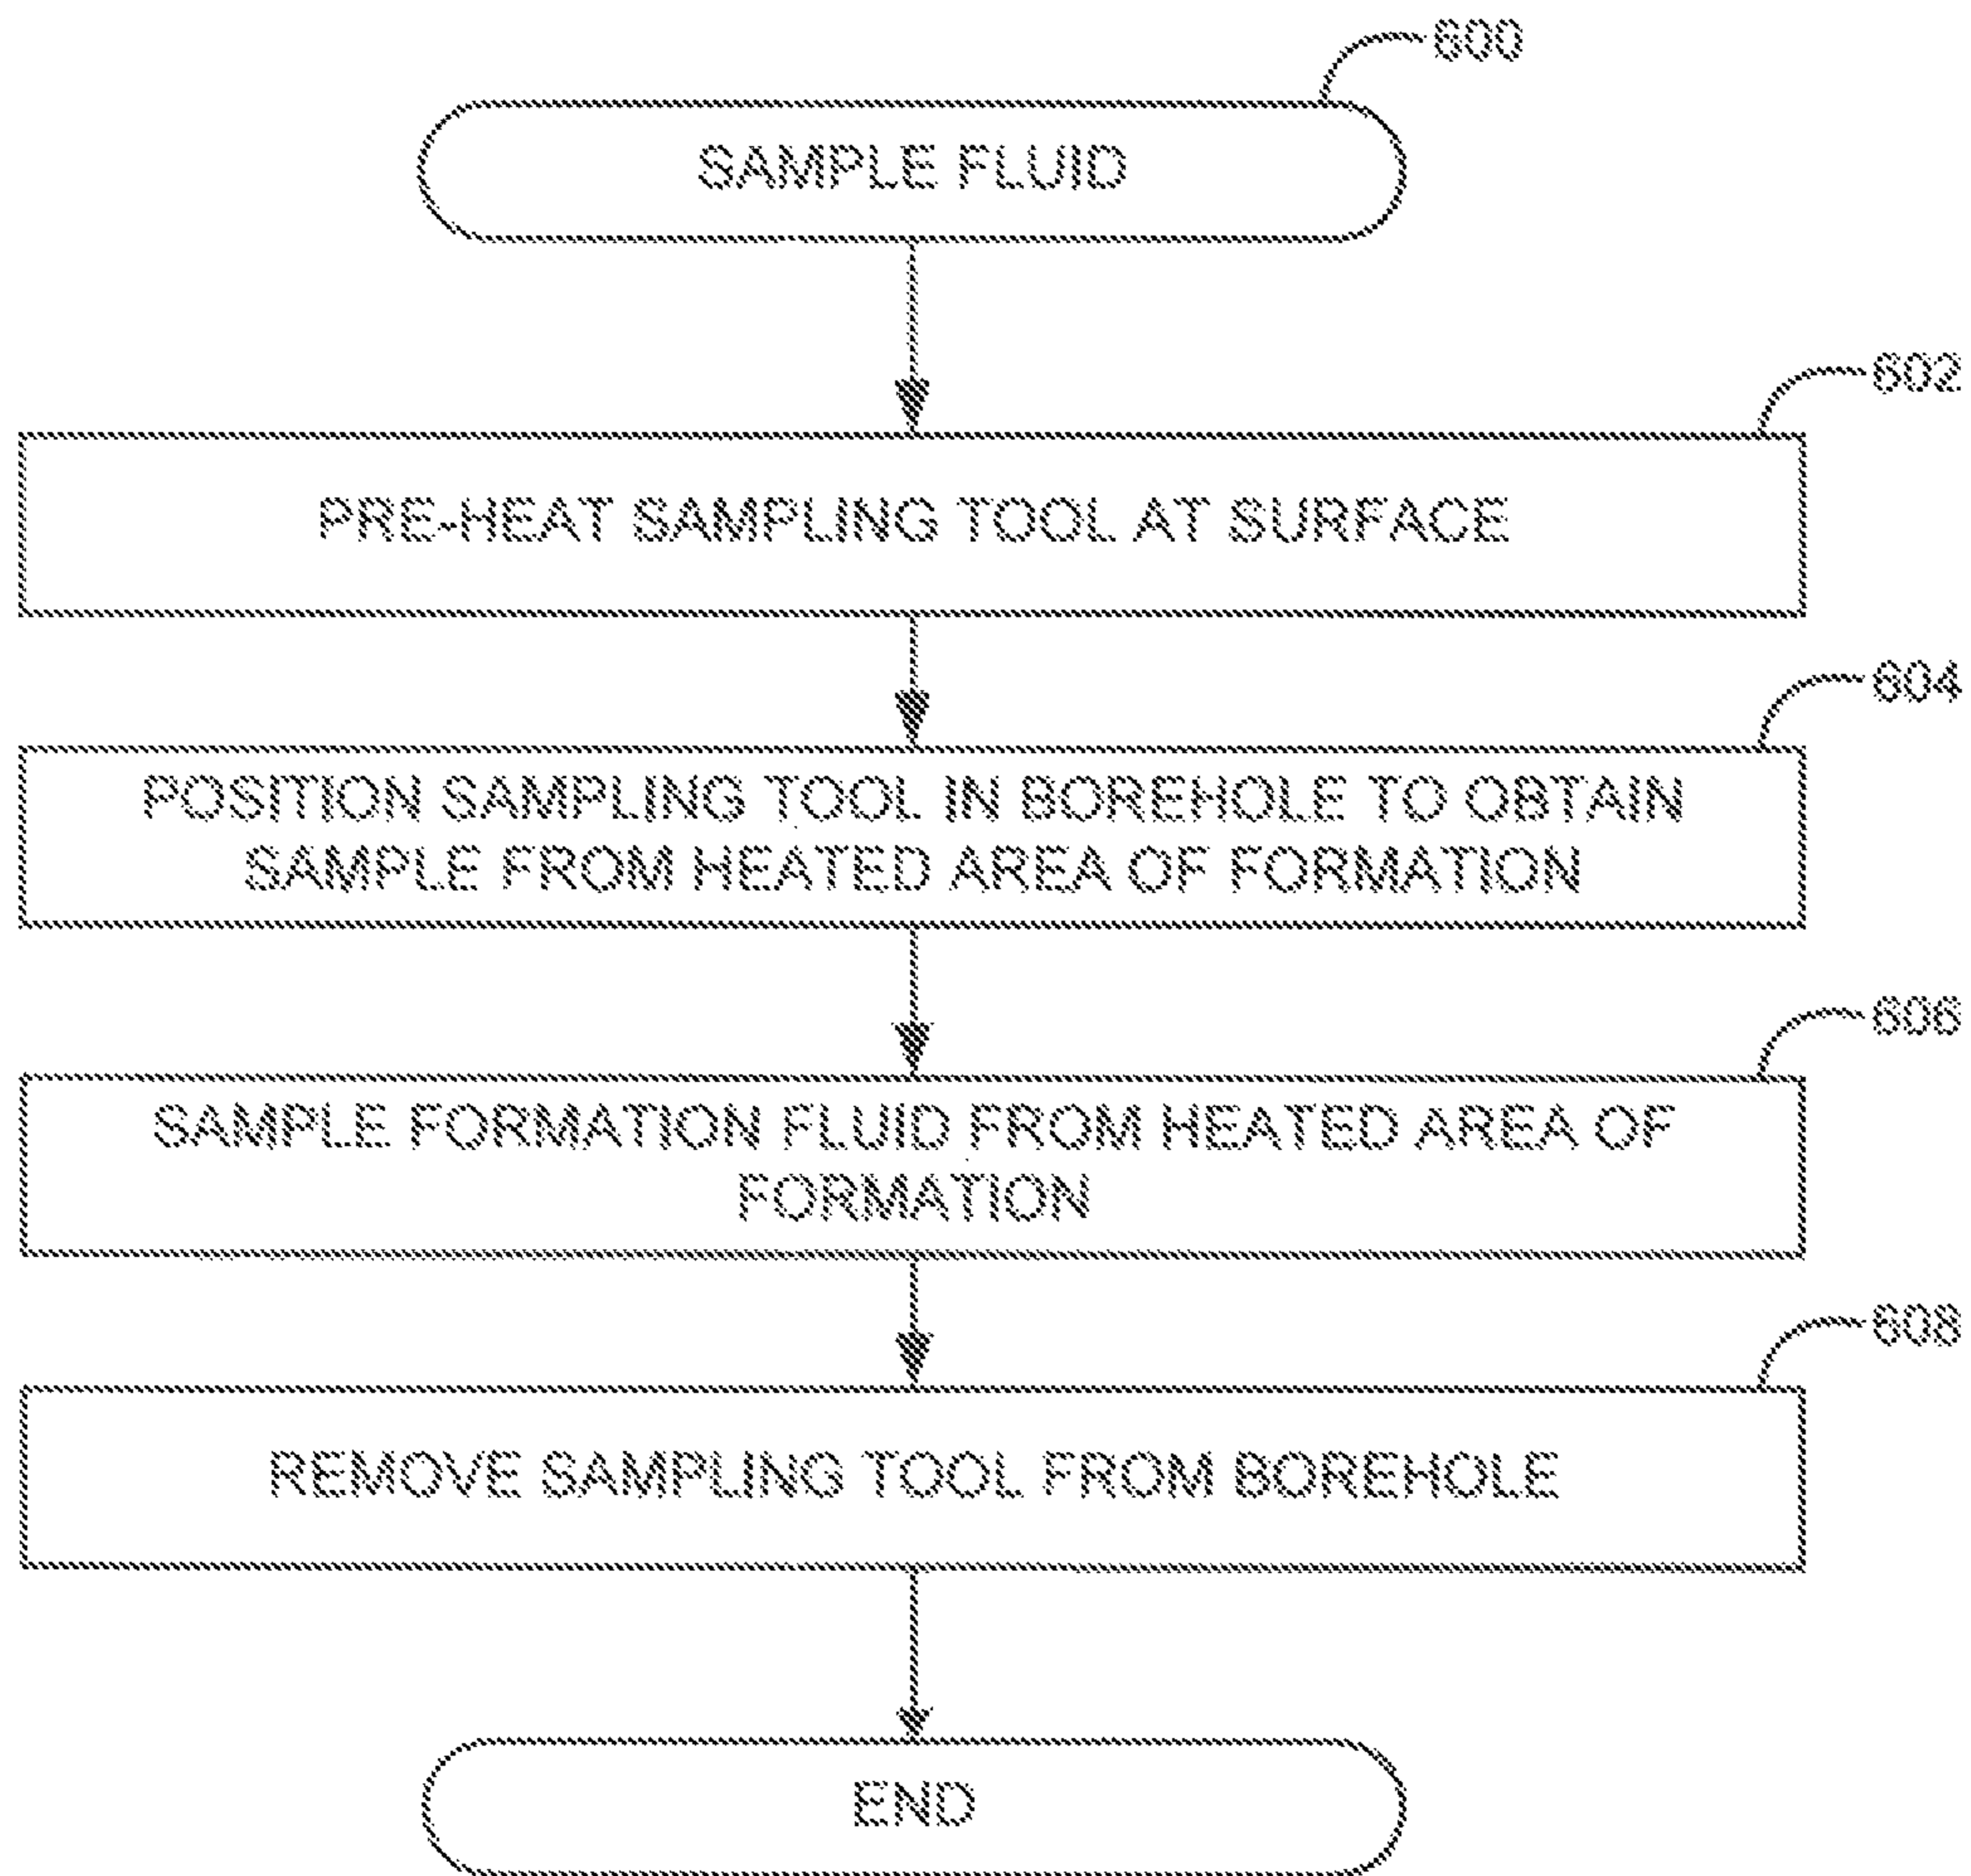 600
SAMPLE FLUID
602
PRE-HEAT SAMPLING TOOL AT SURFACE
604
POSITION SAMPLING TOOL IN BOREHOLE TO OBTAIN
SAMPLE FROM HEATED AREA OF FORMATION
606
SAMPLE FORMATION FLUID FROM HEATED AREA OF
FORMATION
608
REMOVE SAMPLING TOOL FROM BOREHOLE
END